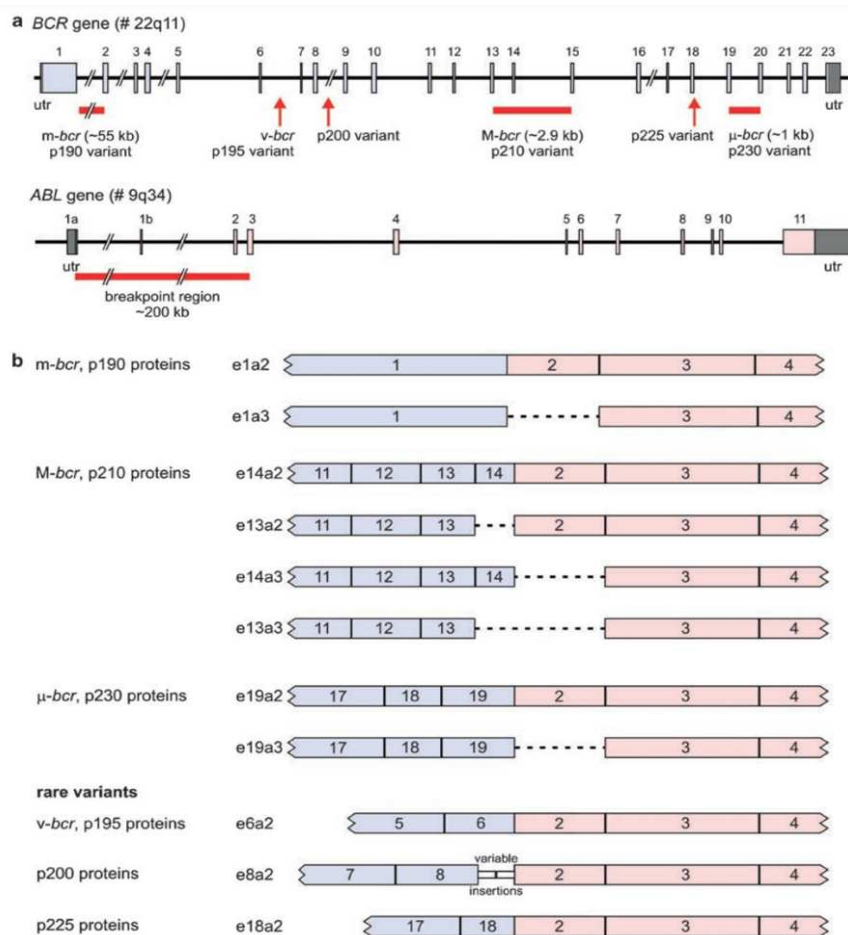 a BCR gene (# 22q11)
1 2 3 4 5 6 7 8 9 10 11 12 13 14 15 16 17 18 19 20 21 22 23
utr utr
m-bcr (~55 kb) v-bcr p200 variant M-bcr (~2.9 kb) p225 variant μ-bcr (~1 kb)
p190 variant p195 variant p210 variant p230 variant
ABL gene (# 9q34)
1a 1b 2 3 4 5 6 7 8 9 10 11
utr utr
breakpoint region
~200 kb
b m-bcr, p190 proteins e1a2 1 2 3 4
e1a3 1 3 4
M-bcr, p210 proteins e14a2 11 12 13 14 2 3 4
e13a2 11 12 13 2 3 4
e14a3 11 12 13 14 3 4
e13a3 11 12 13 3 4
μ-bcr, p230 proteins e19a2 17 18 19 2 3 4
e19a3 17 18 19 3 4
rare variants
v-bcr, p195 proteins e6a2 5 6 2 3 4
variable
p200 proteins e8a2 7 8 2 3 4
insertions
p225 proteins e18a2 17 18 2 3 4